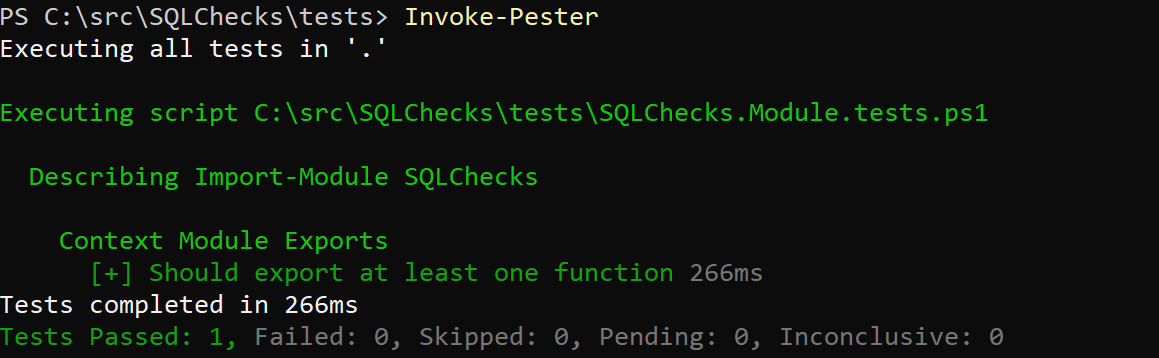 PS C:\src\SQLChecks\tests> Invoke-Pester
Executing all tests in '.'
Executing script C:\src\SQLChecks\tests\SQLChecks.Module.tests.ps1
Describing Import-Module SQLChecks
Context Module Exports
[+] Should export at least one function 266ms
Tests completed in 266ms
Tests Passed: 1, Failed: 0, Skipped: 0, Pending: 0, Inconclusive: 0